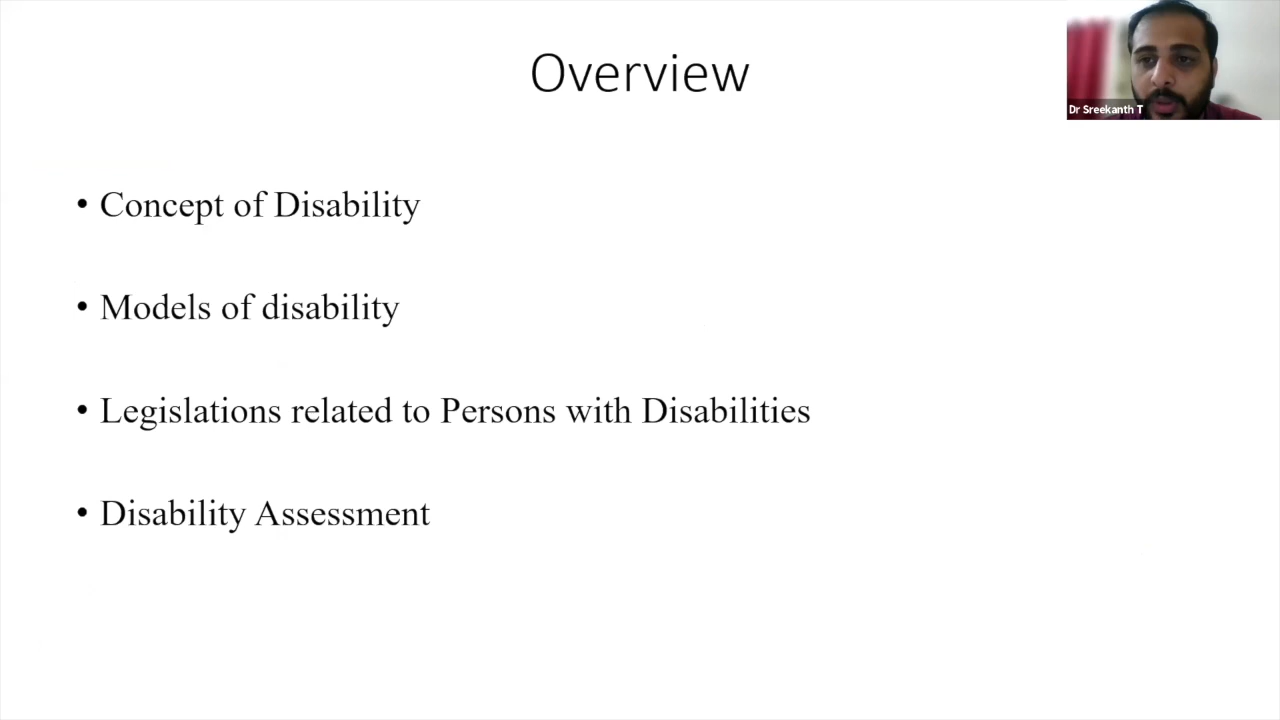 Overview
Dr Sreekanth T
• Concept of Disability
• Models of disability
• Legislations related to Persons with Disabilities
• Disability Assessment